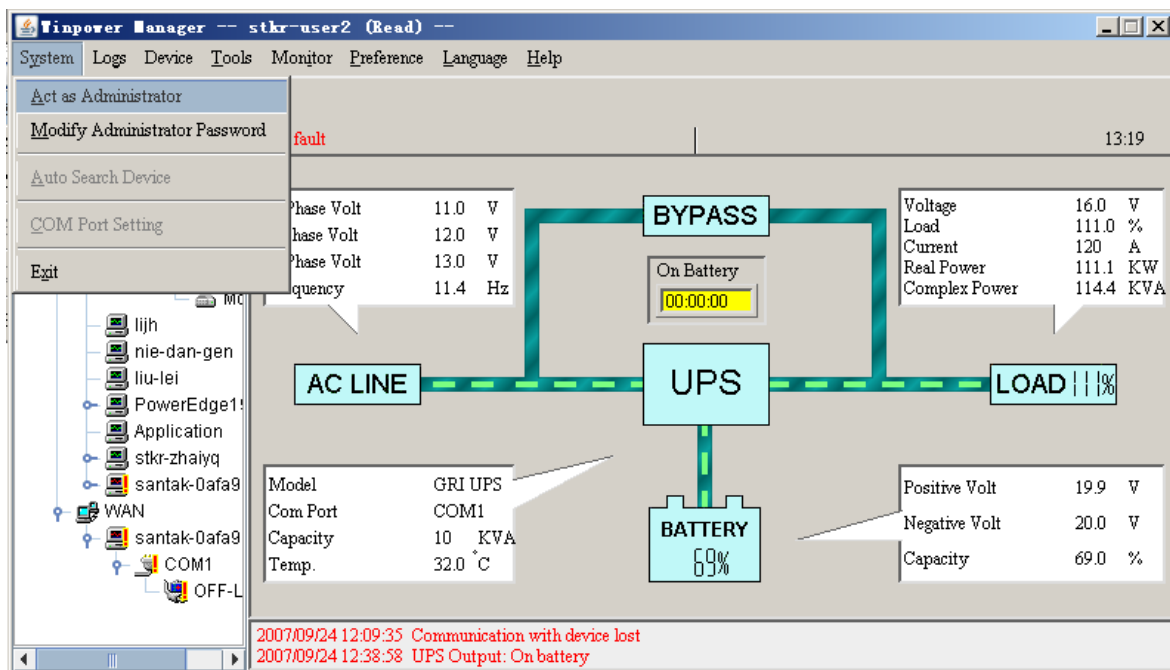 Winpower Manager -- stkr-user2 (Read) --
System Logs Device Tools Monitor Preference Language Help
Act as Administrator
Modify Administrator Password
Auto Search Device
COM Port Setting
Exit
fault
13:19
Phase Volt 11.0 V
hase Volt 12.0 V
Phase Volt 13.0 V
quency 11.4 Hz
BYPASS
On Battery
00:00:00
Voltage 16.0 V
Load 111.0 %
Current 120 A
Real Power 111.1 KW
Complex Power 114.4 KVA
AC LINE
UPS
LOAD 111%
lijh
nie-dan-gen
liu-lei
Application
stkr-zhaiyq
santak-0afa9
WAN
santak-0afa9
COM1
OFF-L
Model GRI UPS
Com Port COM1
Capacity 10 KVA
Temp. 32.0 °C
BATTERY
69%
Positive Volt 19.9 V
Negative Volt 20.0 V
Capacity 69.0 %
2007/09/24 12:09:35 Communication with device lost
2007/09/24 12:38:58 UPS Output: On battery